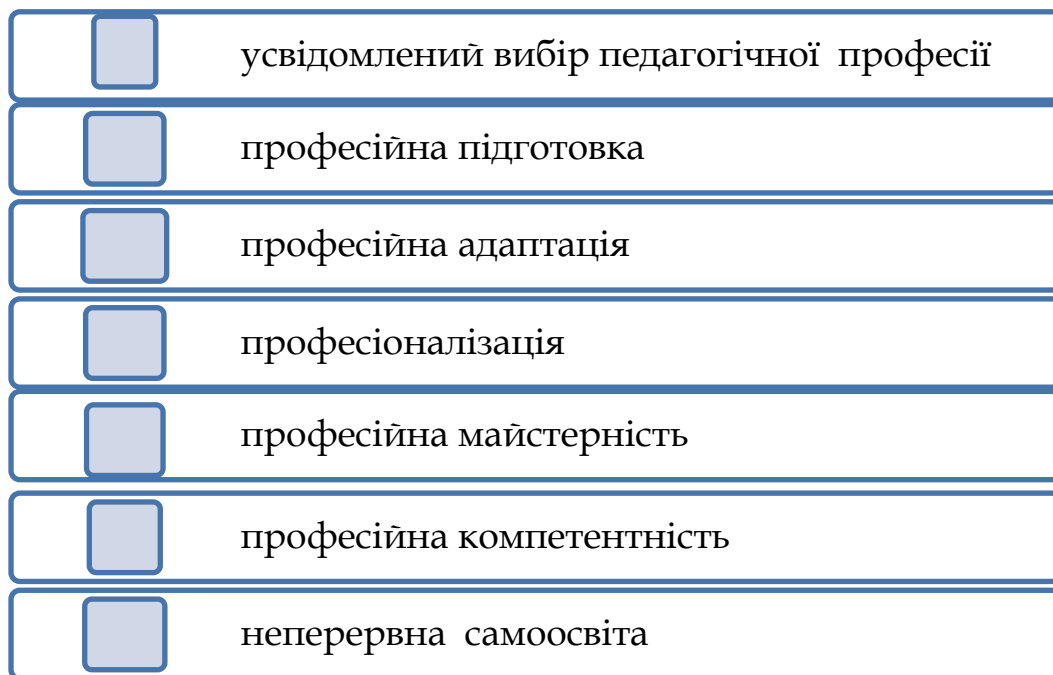 усвідомлений вибір педагогічної професії
професійна підготовка
професійна адаптація
професіоналізація
професійна майстерність
професійна компетентність
неперервна самоосвіта